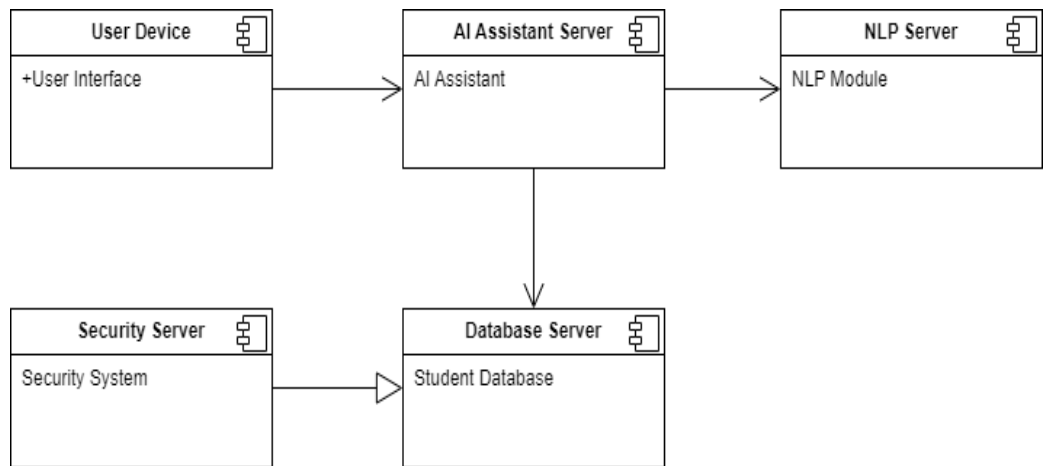 User Device
+User Interface
AI Assistant Server
AI Assistant
NLP Server
NLP Module
Security Server
Security System
Database Server
Student Database